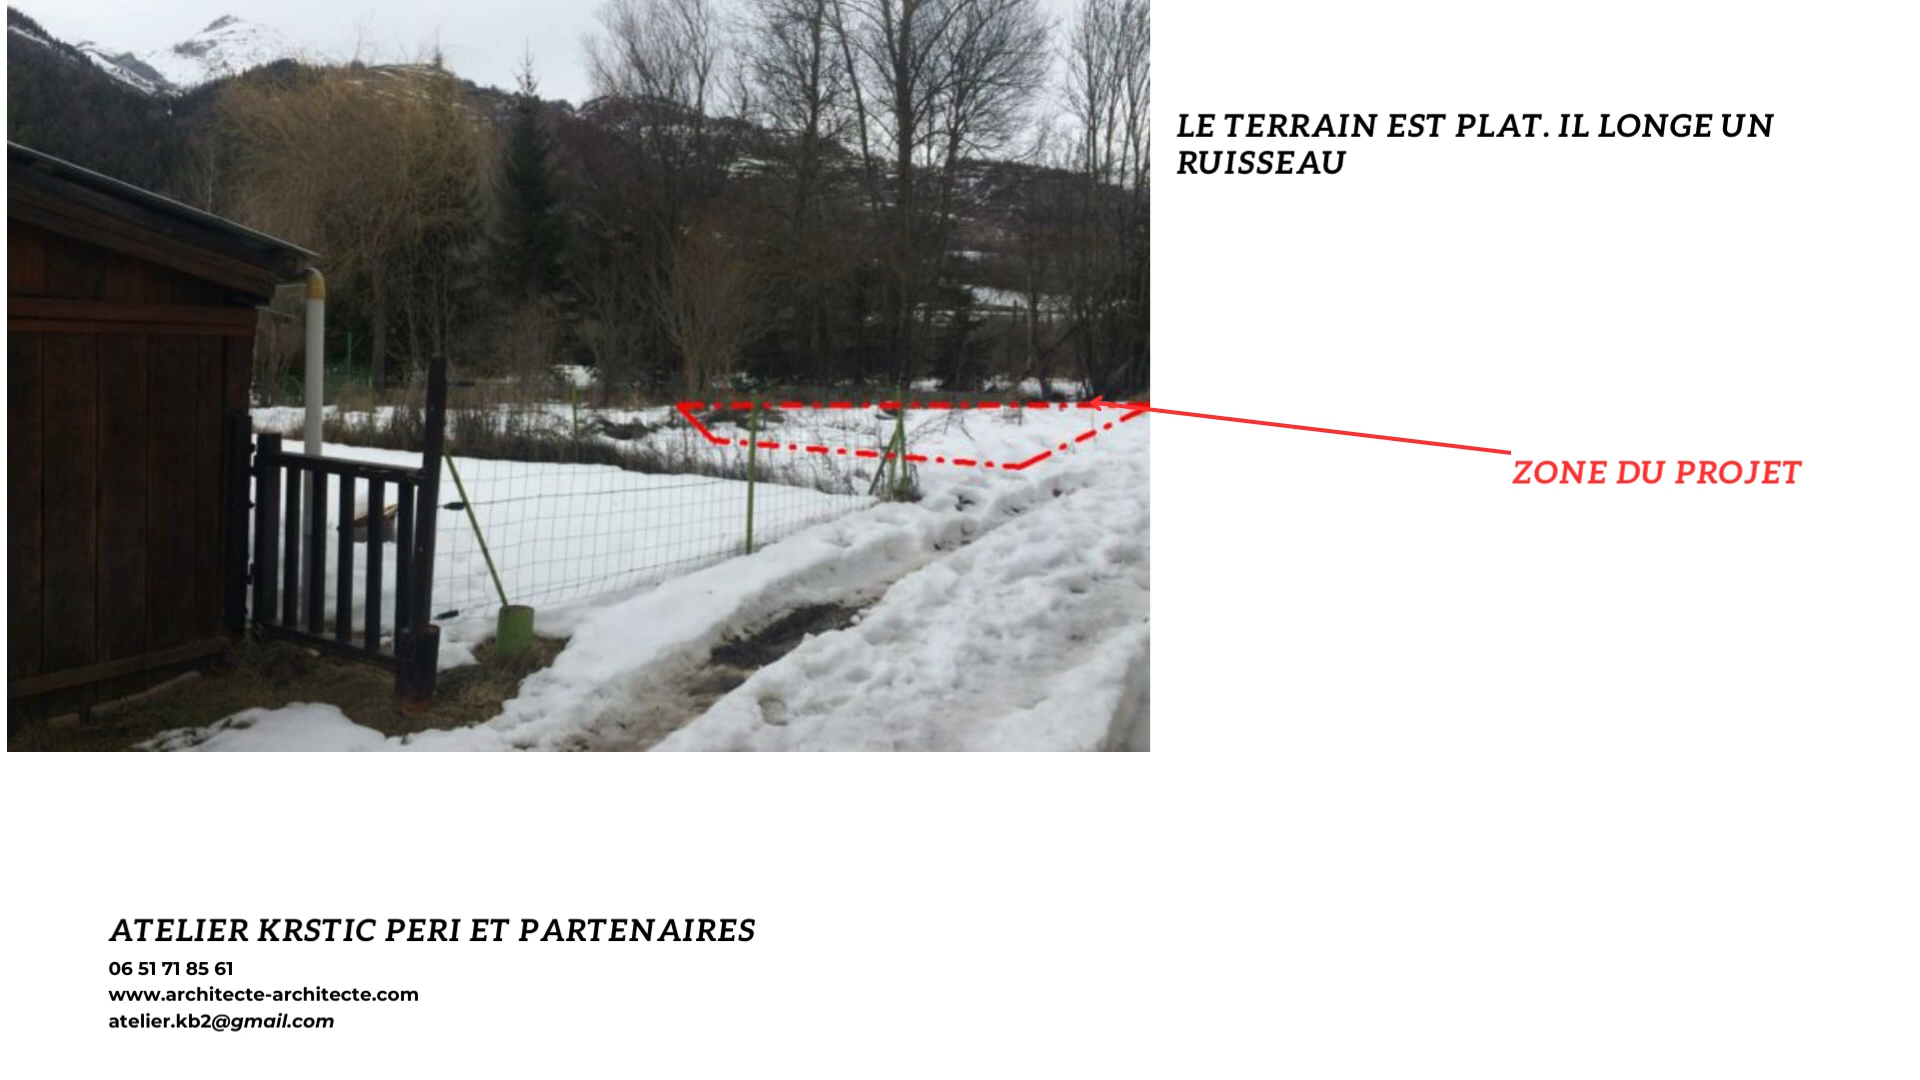 LE TERRAIN EST PLAT. IL LONGE UN
RUISSEAU
ZONE DU PROJET
ATELIER KRSTIC PERI ET PARTENAIRES
06 51 71 85 61
www.architecte-architecte.com
atelier.kb2@gmail.com